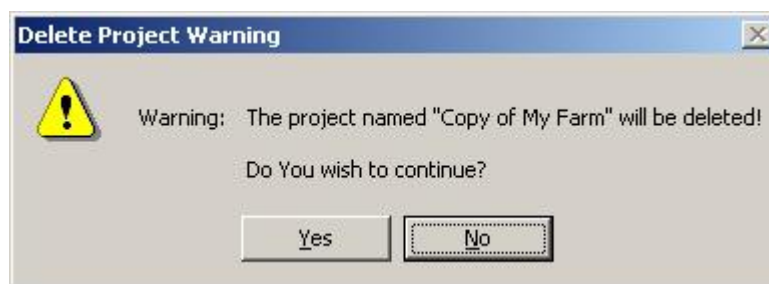 Delete Project Warning
Warning: The project named "Copy of My Farm" will be deleted!
Do You wish to continue?
Yes No